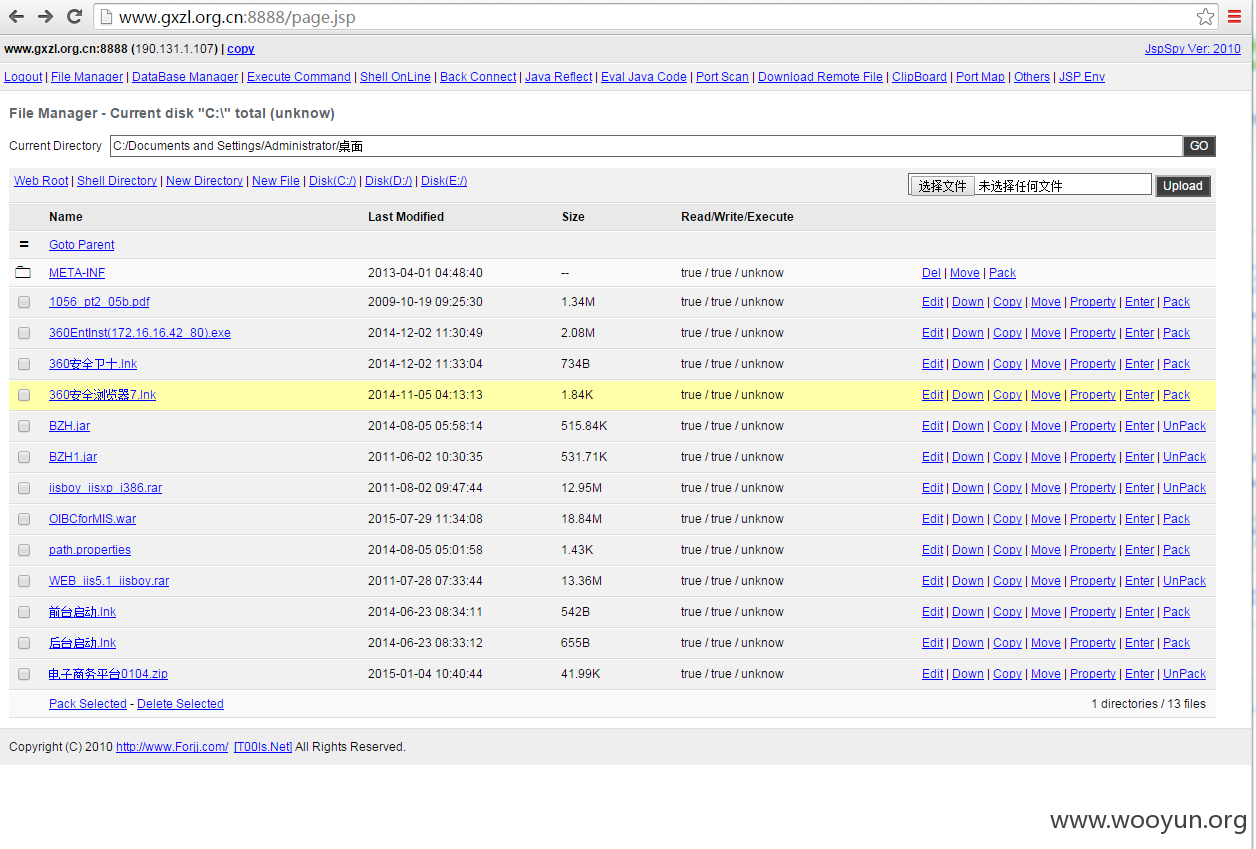 www.gxzl.org.cn:8888/page.jsp
www.gxzl.org.cn:8888 (190.131.1.107) | copy JspSpy Ver: 2010
Logout | File Manager | DataBase Manager | Execute Command | Shell OnLine | Back Connect | Java Reflect | Eval Java Code | Port Scan | Download Remote File | ClipBoard | Port Map | Others | JSP Env
File Manager - Current disk "C:\" total (unknow)
Current Directory C:/Documents and Settings/Administrator/桌面 GO
Web Root | Shell Directory | New Directory | New File | Disk(C:/) | Disk(D:/) | Disk(E:/) 选择文件 未选择任何文件 Upload
Name Last Modified Size Read/Write/Execute
= Goto Parent
META-INF 2013-04-01 04:48:40 -- true / true / unknow Del | Move | Pack
1056_pt2_05b.pdf 2009-10-19 09:25:30 1.34M true / true / unknow Edit | Down | Copy | Move | Property | Enter | Pack
360EntInst(172.16.16.42_80).exe 2014-12-02 11:30:49 2.08M true / true / unknow Edit | Down | Copy | Move | Property | Enter | Pack
360安全卫士.lnk 2014-12-02 11:33:04 734B true / true / unknow Edit | Down | Copy | Move | Property | Enter | Pack
360安全浏览器7.lnk 2014-11-05 04:13:13 1.84K true / true / unknow Edit | Down | Copy | Move | Property | Enter | Pack
BZH.jar 2014-08-05 05:58:14 515.84K true / true / unknow Edit | Down | Copy | Move | Property | Enter | UnPack
BZH1.jar 2011-06-02 10:30:35 531.71K true / true / unknow Edit | Down | Copy | Move | Property | Enter | UnPack
iisboy_iisxp_i386.rar 2011-08-02 09:47:44 12.95M true / true / unknow Edit | Down | Copy | Move | Property | Enter | UnPack
OIBCforMIS.war 2015-07-29 11:34:08 18.84M true / true / unknow Edit | Down | Copy | Move | Property | Enter | Pack
path.properties 2014-08-05 05:01:58 1.43K true / true / unknow Edit | Down | Copy | Move | Property | Enter | Pack
WEB_iis5.1_iisboy.rar 2011-07-28 07:33:44 13.36M true / true / unknow Edit | Down | Copy | Move | Property | Enter | UnPack
前台启动.lnk 2014-06-23 08:34:11 542B true / true / unknow Edit | Down | Copy | Move | Property | Enter | Pack
后台启动.lnk 2014-06-23 08:33:12 655B true / true / unknow Edit | Down | Copy | Move | Property | Enter | Pack
电子商务平台0104.zip 2015-01-04 10:40:44 41.99K true / true / unknow Edit | Down | Copy | Move | Property | Enter | UnPack
Pack Selected - Delete Selected 1 directories / 13 files
Copyright (C) 2010 http://www.Forjj.com/ [T00ls.Net] All Rights Reserved.
www.wooyun.org